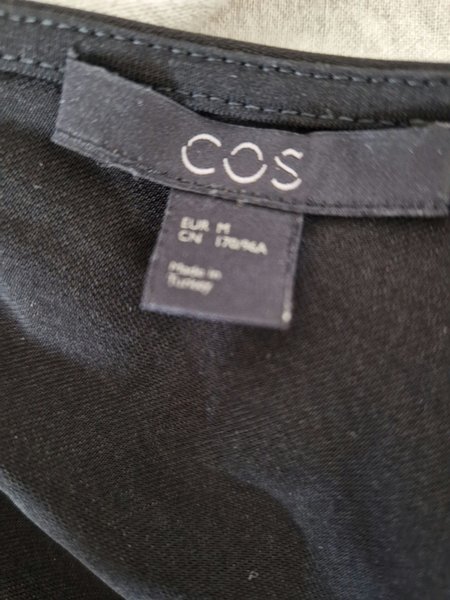 COS
EUR M
CN 170/96A
Made in
Turkey